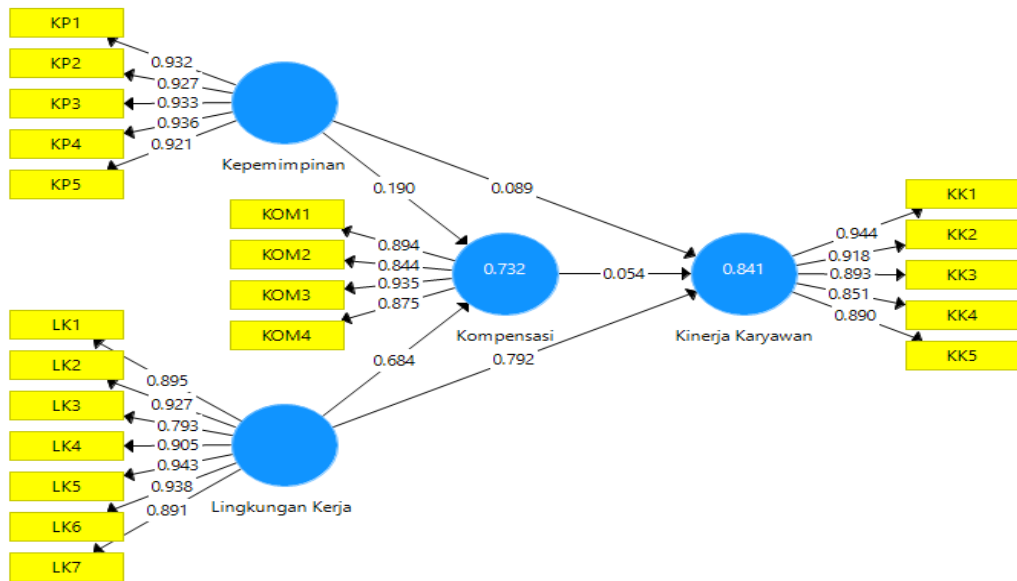 KP1
KP2
KP3
KP4
KP5
0.932
0.927
0.933
0.936
0.921
Kepemimpinan
0.190
0.089
KOM1
KOM2
KOM3
KOM4
0.894
0.844
0.935
0.875
0.732
Kompensasi
0.054
0.841
Kinerja Karyawan
0.944
0.918
0.893
0.851
0.890
KK1
KK2
KK3
KK4
KK5
0.684
0.792
LK1
LK2
LK3
LK4
LK5
LK6
LK7
0.895
0.927
0.793
0.905
0.943
0.938
0.891
Lingkungan Kerja